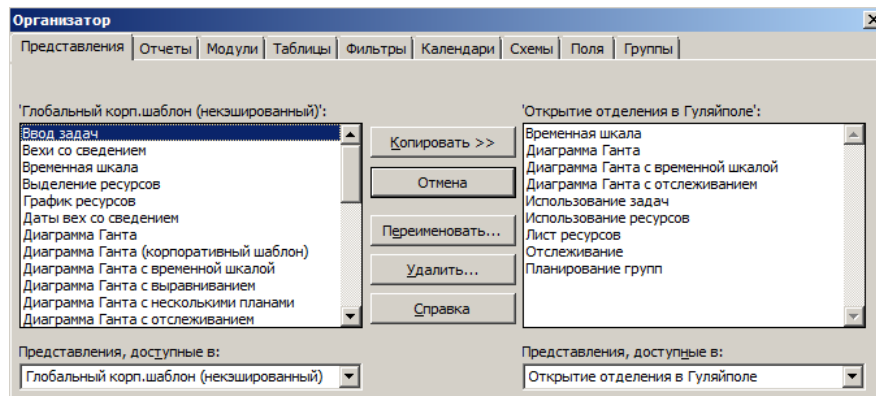 Организатор
Представления Отчеты Модули Таблицы Фильтры Календари Схемы Поля Группы
'Глобальный корп.шаблон (некэшированный)':
Ввод задач
Вехи со сведением
Временная шкала
Выделение ресурсов
График ресурсов
Даты вех со сведением
Диаграмма Ганта
Диаграмма Ганта (корпоративный шаблон)
Диаграмма Ганта с временной шкалой
Диаграмма Ганта с выравниванием
Диаграмма Ганта с несколькими планами
Диаграмма Ганта с отслеживанием
Копировать >>
Отмена
Переименовать...
Удалить...
Справка
'Открытие отделения в Гуляйполе':
Временная шкала
Диаграмма Ганта
Диаграмма Ганта с временной шкалой
Диаграмма Ганта с отслеживанием
Использование задач
Использование ресурсов
Лист ресурсов
Отслеживание
Планирование групп
Представления, доступные в:
Глобальный корп.шаблон (некэшированный)
Представления, доступные в:
Открытие отделения в Гуляйполе